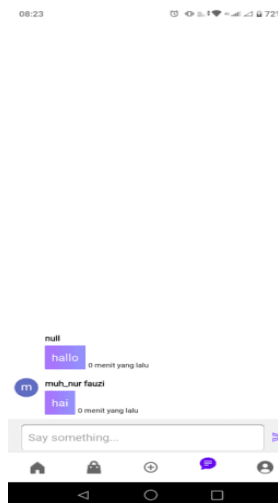 08:23
72%
null
hallo
0 menit yang lalu
m
muh_nur fauzi
hai
0 menit yang lalu
Say something...